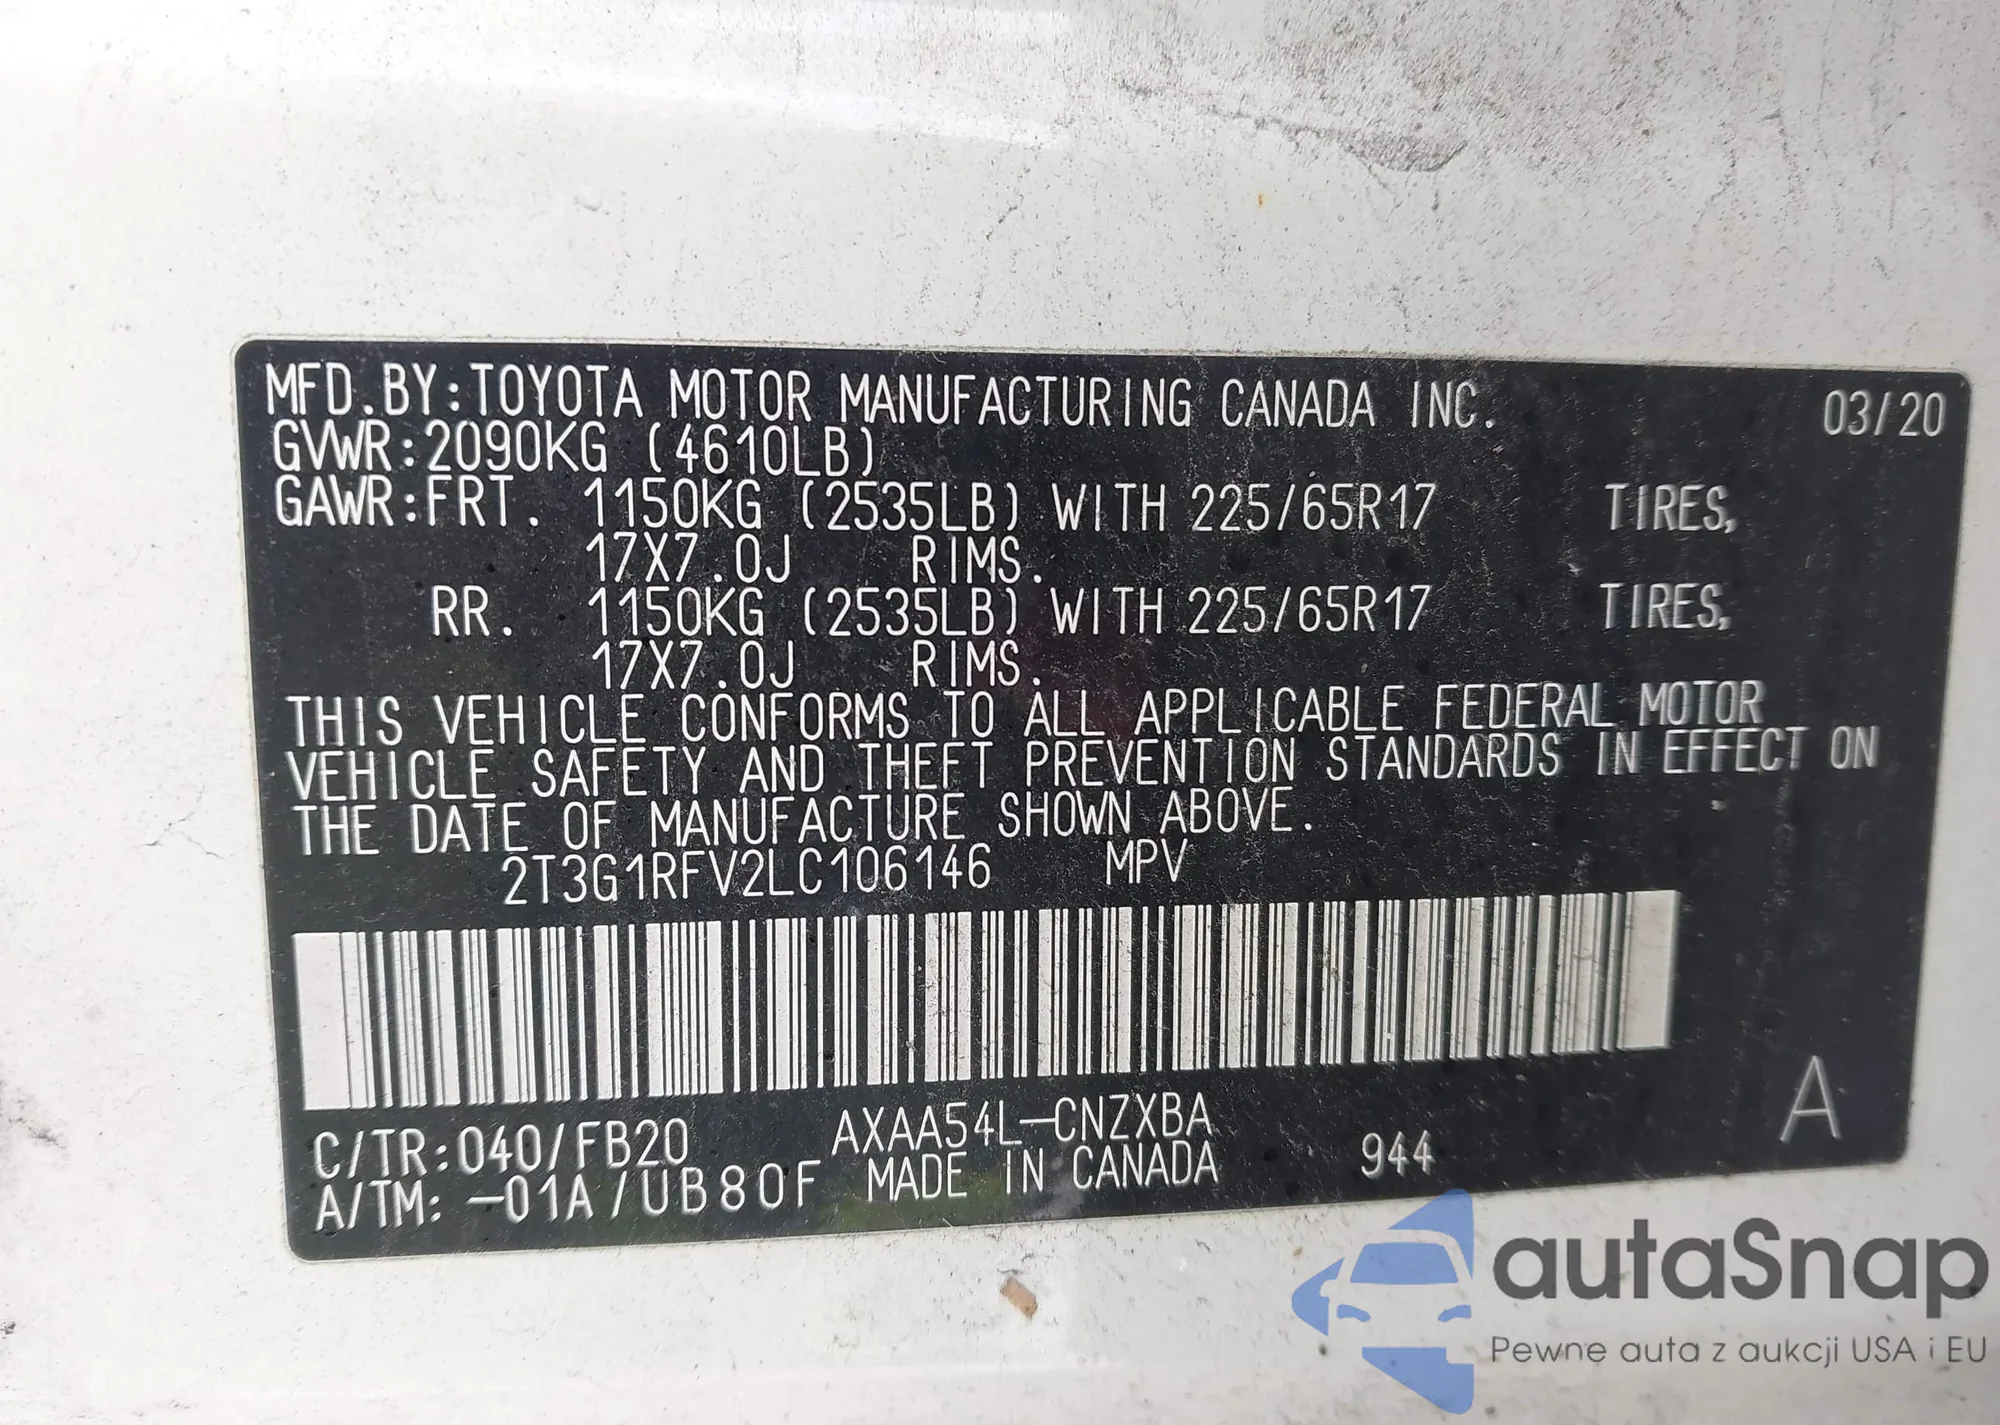 MFD.BY:TOYOTA MOTOR MANUFACTURING CANADA INC. 03/20
GVWR:2090KG (4610LB)
GAWR:FRT. 1150KG (2535LB) WITH 225/65R17 TIRES,
17X7.0J RIMS.
RR. 1150KG (2535LB) WITH 225/65R17 TIRES,
17X7.0J RIMS.
THIS VEHICLE CONFORMS TO ALL APPLICABLE FEDERAL MOTOR
VEHICLE SAFETY AND THEFT PREVENTION STANDARDS IN EFFECT ON
THE DATE OF MANUFACTURE SHOWN ABOVE.
2T3G1RFV2LC106146 MPV
C/TR:040/FB20 AXAA54L-CNZXBA
A/TM:-01A/UB80F MADE IN CANADA 944 A
autaSnap
Pewne auta z aukcji USA i EU